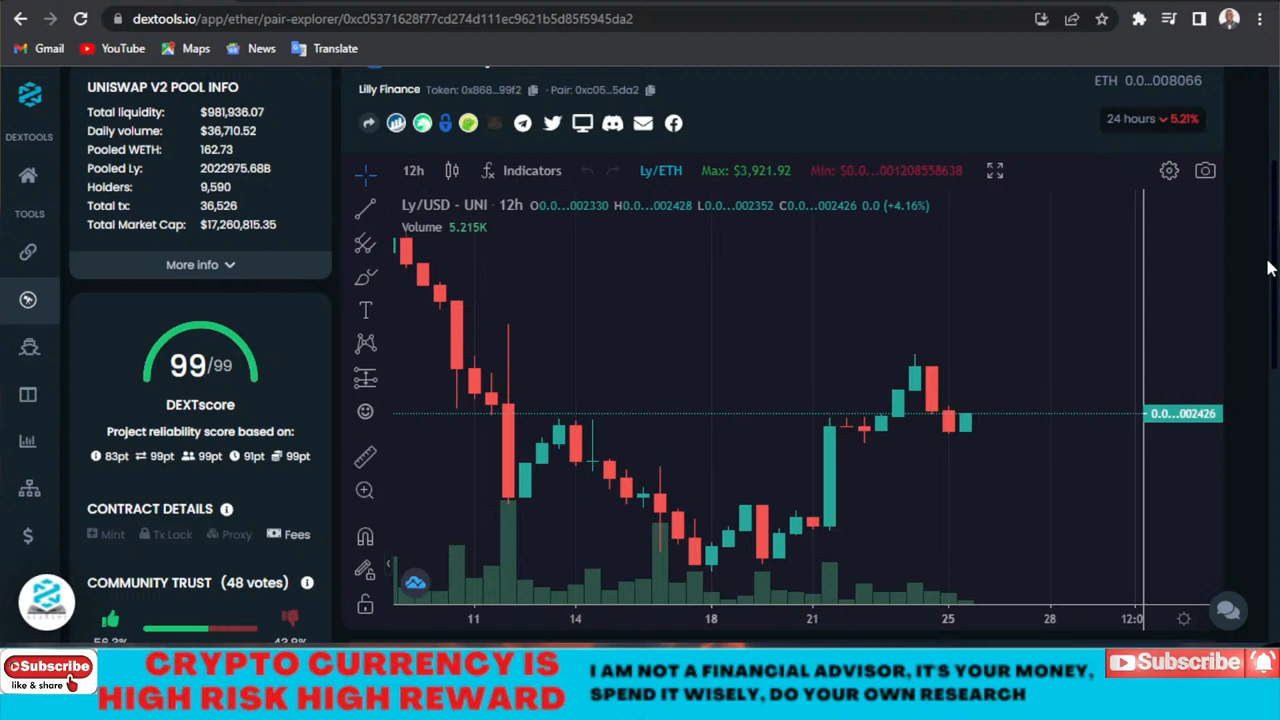 dextools.io/app/ether/pair-explorer/0xc05371628f77cd274d111ec9621b5d85f5945da2
Gmail YouTube Maps News Translate
UNISWAP V2 POOL INFO
Total liquidity: $981,936.07
Daily volume: $36,710.52
Pooled WETH: 162.73
Pooled Ly: 2022975.68B
Holders: 9,590
Total tx: 36,526
Total Market Cap: $17,260,815.35
More info
99/99
DEXTscore
Project reliability score based on:
83pt 99pt 99pt 91pt 99pt
CONTRACT DETAILS
Mint Tx Lock Proxy Fees
COMMUNITY TRUST (48 votes)
DEXTOOLS
TOOLS
$
Lilly Finance Token: 0x868...99f2 · Pair: 0xc05...5da2
ETH 0.0...008066
24 hours 5.21%
12h Indicators Ly/ETH Max: $3,921.92 Min: $0.0...001208558638
Ly/USD - UNI · 12h O0.0...002330 H0.0...002428 L0.0...002352 C0.0...002426 0.0 (+4.16%)
Volume 5.215K
T
0.0...002426
11 14 18 21 25 28 12:0
Subscribe
like & share
CRYPTO CURRENCY IS
HIGH RISK HIGH REWARD
I AM NOT A FINANCIAL ADVISOR, IT'S YOUR MONEY,
SPEND IT WISELY, DO YOUR OWN RESEARCH
Subscribe